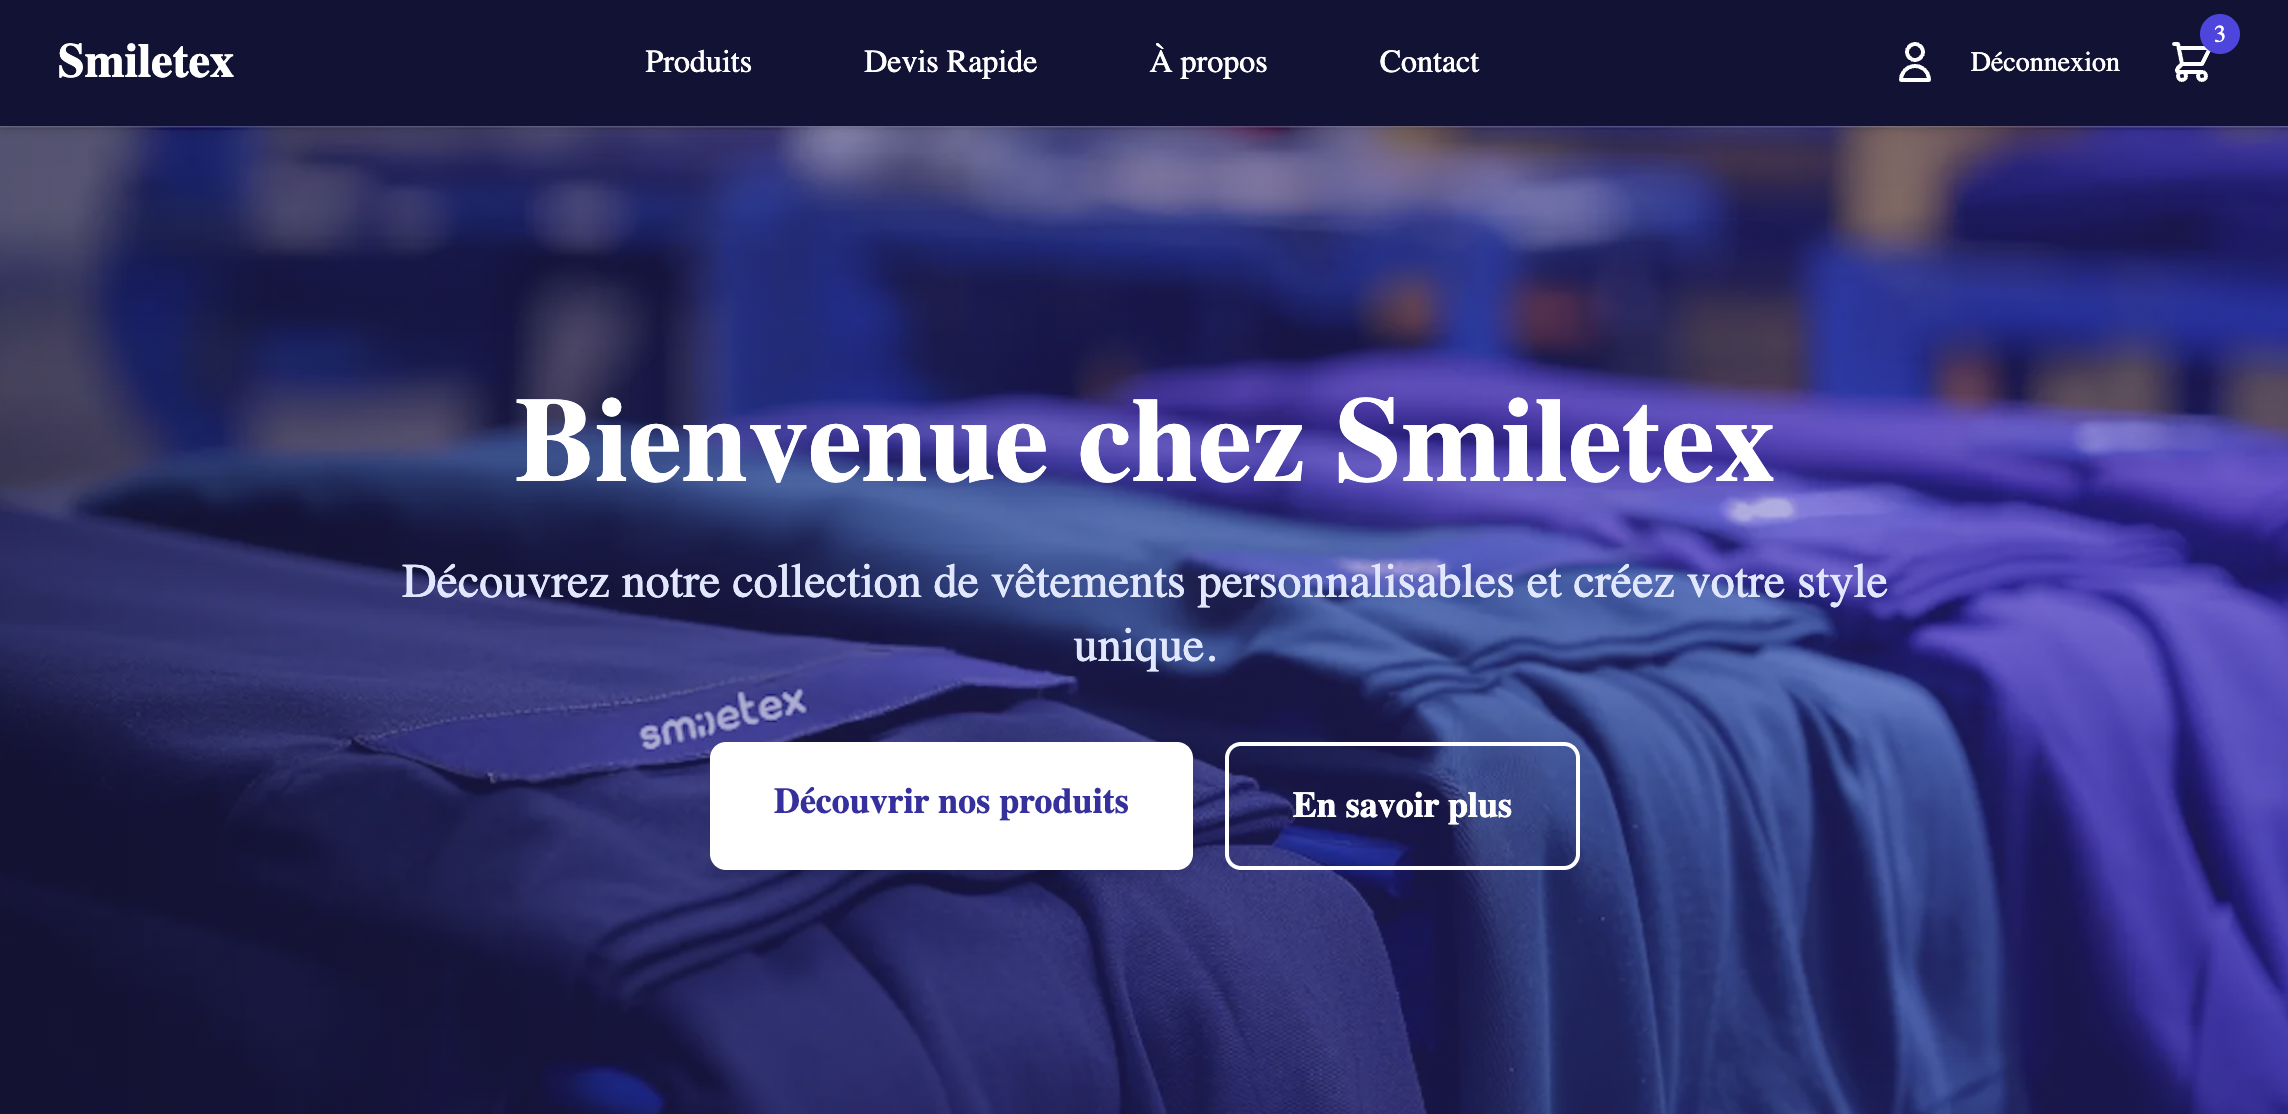 Smiletex
Produits
Devis Rapide
À propos
Contact
Déconnexion
3
Bienvenue chez Smiletex
Découvrez notre collection de vêtements personnalisables et créez votre style
unique.
smiletex
Découvrir nos produits
En savoir plus